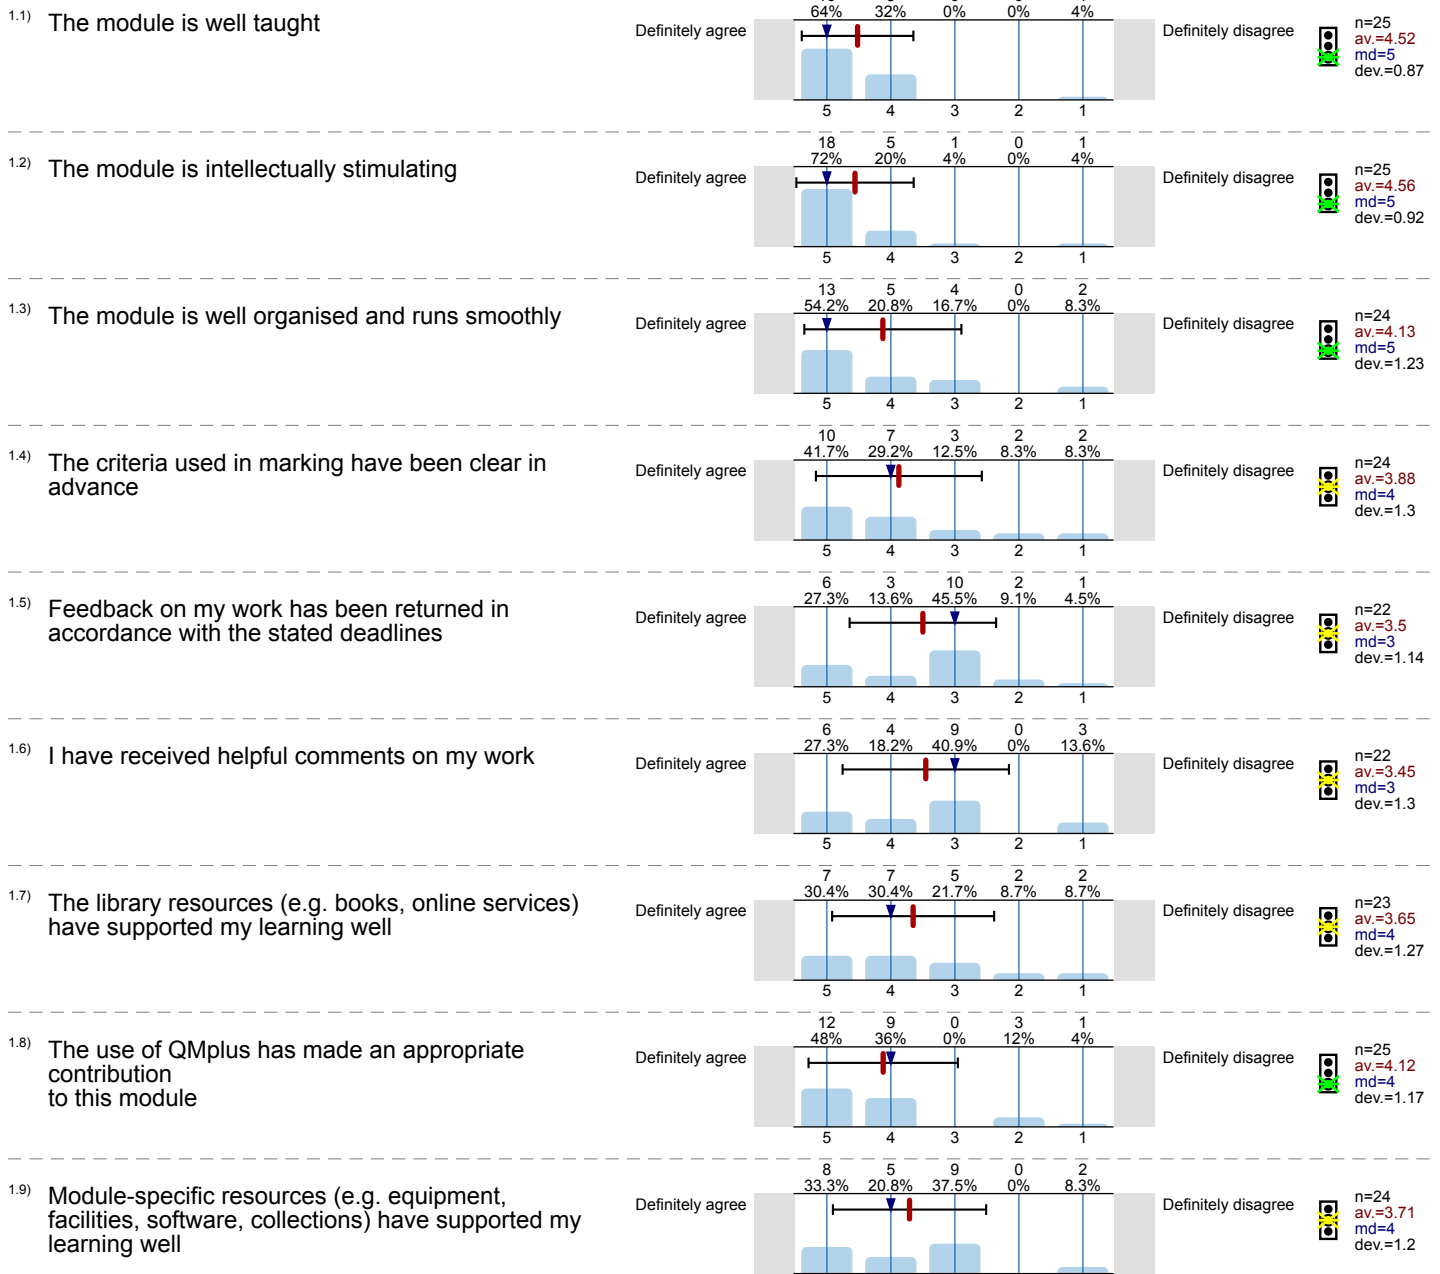 1.1) The module is well taught
Definitely agree
64% 32% 0% 0% 4%
5 4 3 2 1
Definitely disagree
n=25
av.=4.52
md=5
dev.=0.87
1.2) The module is intellectually stimulating
Definitely agree
18 5 1 0 1
72% 20% 4% 0% 4%
5 4 3 2 1
Definitely disagree
n=25
av.=4.56
md=5
dev.=0.92
1.3) The module is well organised and runs smoothly
Definitely agree
13 5 4 0 2
54.2% 20.8% 16.7% 0% 8.3%
5 4 3 2 1
Definitely disagree
n=24
av.=4.13
md=5
dev.=1.23
1.4) The criteria used in marking have been clear in
advance
Definitely agree
10 7 3 2 2
41.7% 29.2% 12.5% 8.3% 8.3%
5 4 3 2 1
Definitely disagree
n=24
av.=3.88
md=4
dev.=1.3
1.5) Feedback on my work has been returned in
accordance with the stated deadlines
Definitely agree
6 3 10 2 1
27.3% 13.6% 45.5% 9.1% 4.5%
5 4 3 2 1
Definitely disagree
n=22
av.=3.5
md=3
dev.=1.14
1.6) I have received helpful comments on my work
Definitely agree
6 4 9 0 3
27.3% 18.2% 40.9% 0% 13.6%
5 4 3 2 1
Definitely disagree
n=22
av.=3.45
md=3
dev.=1.3
1.7) The library resources (e.g. books, online services)
have supported my learning well
Definitely agree
7 7 5 2 2
30.4% 30.4% 21.7% 8.7% 8.7%
5 4 3 2 1
Definitely disagree
n=23
av.=3.65
md=4
dev.=1.27
1.8) The use of QMplus has made an appropriate
contribution
to this module
Definitely agree
12 9 0 3 1
48% 36% 0% 12% 4%
5 4 3 2 1
Definitely disagree
n=25
av.=4.12
md=4
dev.=1.17
1.9) Module-specific resources (e.g. equipment,
facilities, software, collections) have supported my
learning well
Definitely agree
8 5 9 0 2
33.3% 20.8% 37.5% 0% 8.3%
Definitely disagree
n=24
av.=3.71
md=4
dev.=1.2